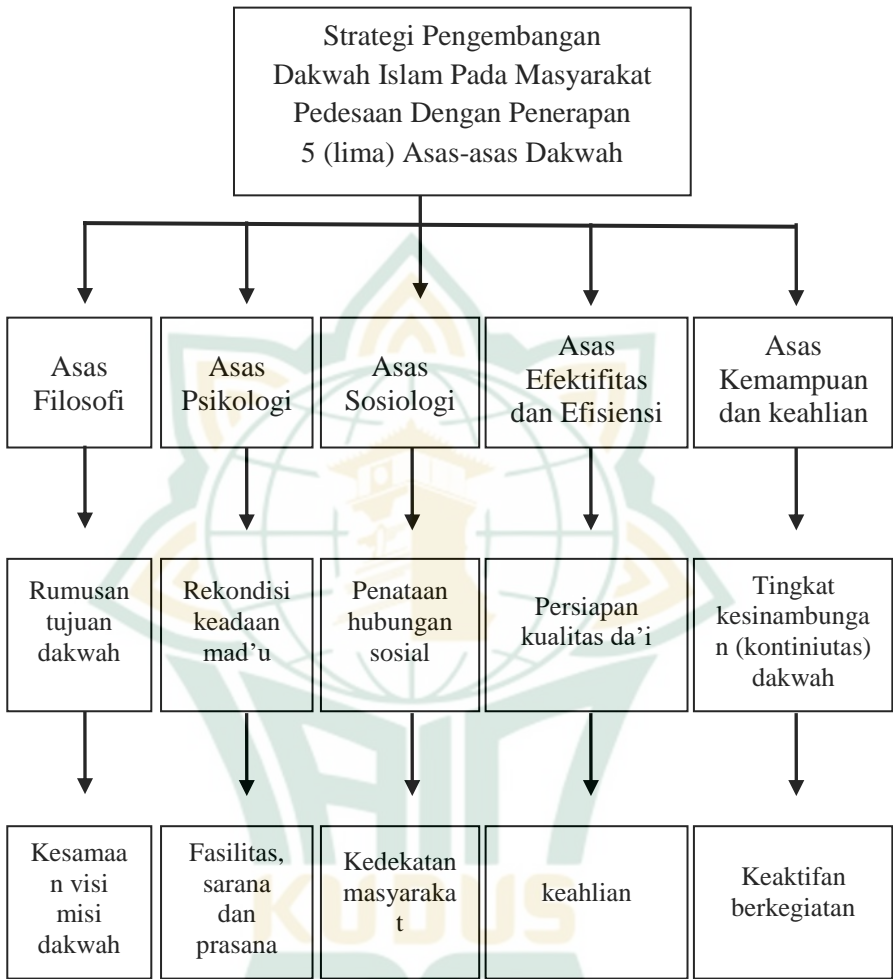 Strategi Pengembangan
Dakwah Islam Pada Masyarakat
Pedesaan Dengan Penerapan
5 (lima) Asas-asas Dakwah
Asas
Filosofi
Asas
Psikologi
Asas
Sosiologi
Asas
Efektifitas
dan Efisiensi
Asas
Kemampuan
dan keahlian
Rumusan
tujuan
dakwah
Rekondisi
keadaan
mad’u
Penataan
hubungan
sosial
Persiapan
kualitas da’i
Tingkat
kesinambunga
n (kontiniutas)
dakwah
Kesamaa
n visi
misi
dakwah
Fasilitas,
sarana
dan
prasana
Kedekatan
masyaraka
t
keahlian
Keaktifan
berkegiatan
IAIN
KUDUS